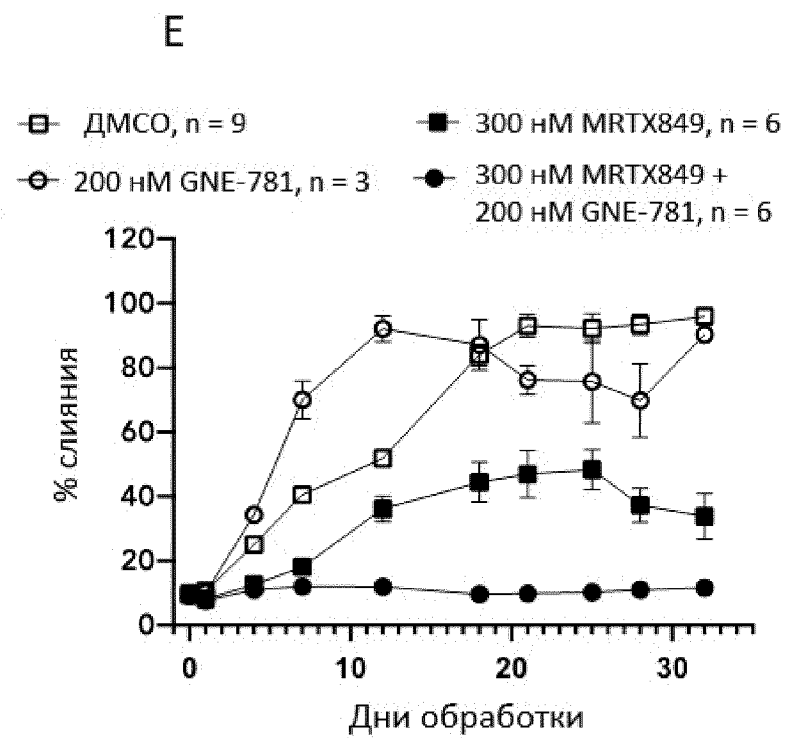 E
ДМСО, n = 9
300 нМ MRTX849, n = 6
200 нМ GNE-781, n = 3
300 нМ MRTX849 +
200 нМ GNE-781, n = 6
120
100
80
60
40
20
0
% слияния
0 10 20 30
Дни обработки